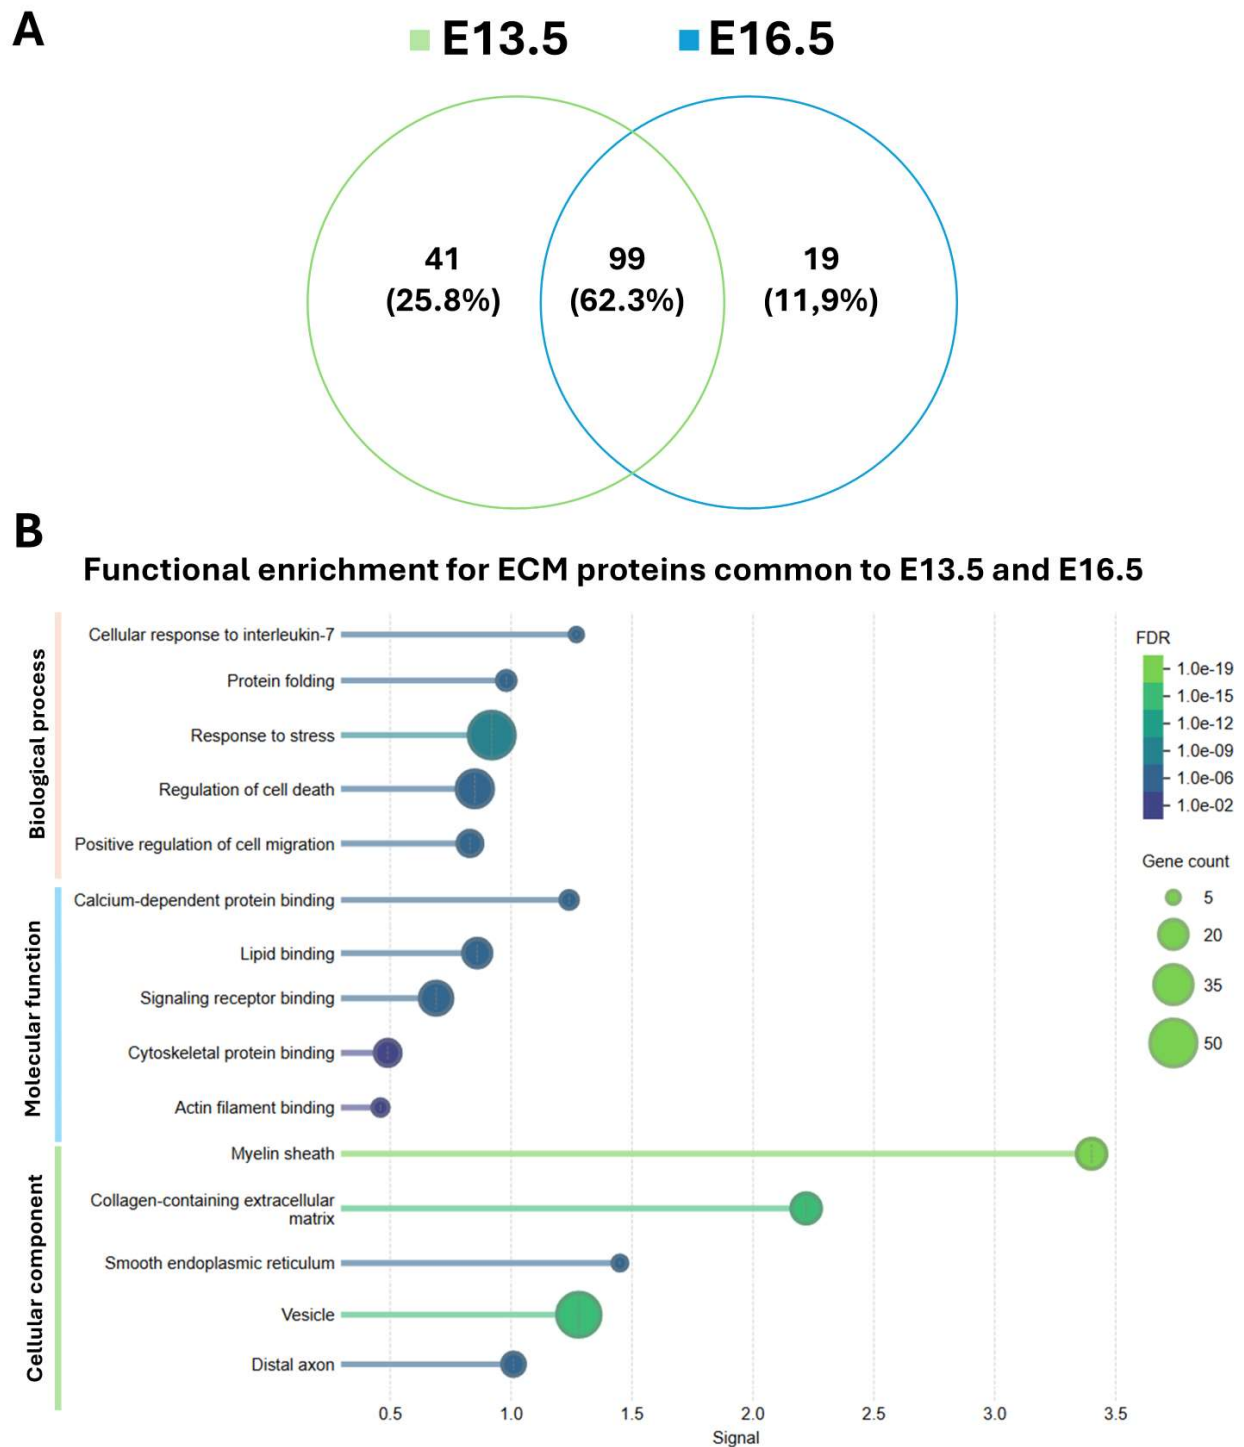 A
E13.5
E16.5
41
(25.8%)
99
(62.3%)
19
(11,9%)
B
Functional enrichment for ECM proteins common to E13.5 and E16.5
Biological process
Cellular response to interleukin-7
Protein folding
Response to stress
Regulation of cell death
Positive regulation of cell migration
Molecular function
Calcium-dependent protein binding
Lipid binding
Signaling receptor binding
Cytoskeletal protein binding
Actin filament binding
Cellular component
Myelin sheath
Collagen-containing extracellular
matrix
Smooth endoplasmic reticulum
Vesicle
Distal axon
0.5
1.0
1.5
2.0
2.5
3.0
3.5
Signal
FDR
1.0e-19
1.0e-15
1.0e-12
1.0e-09
1.0e-06
1.0e-02
Gene count
5
20
35
50